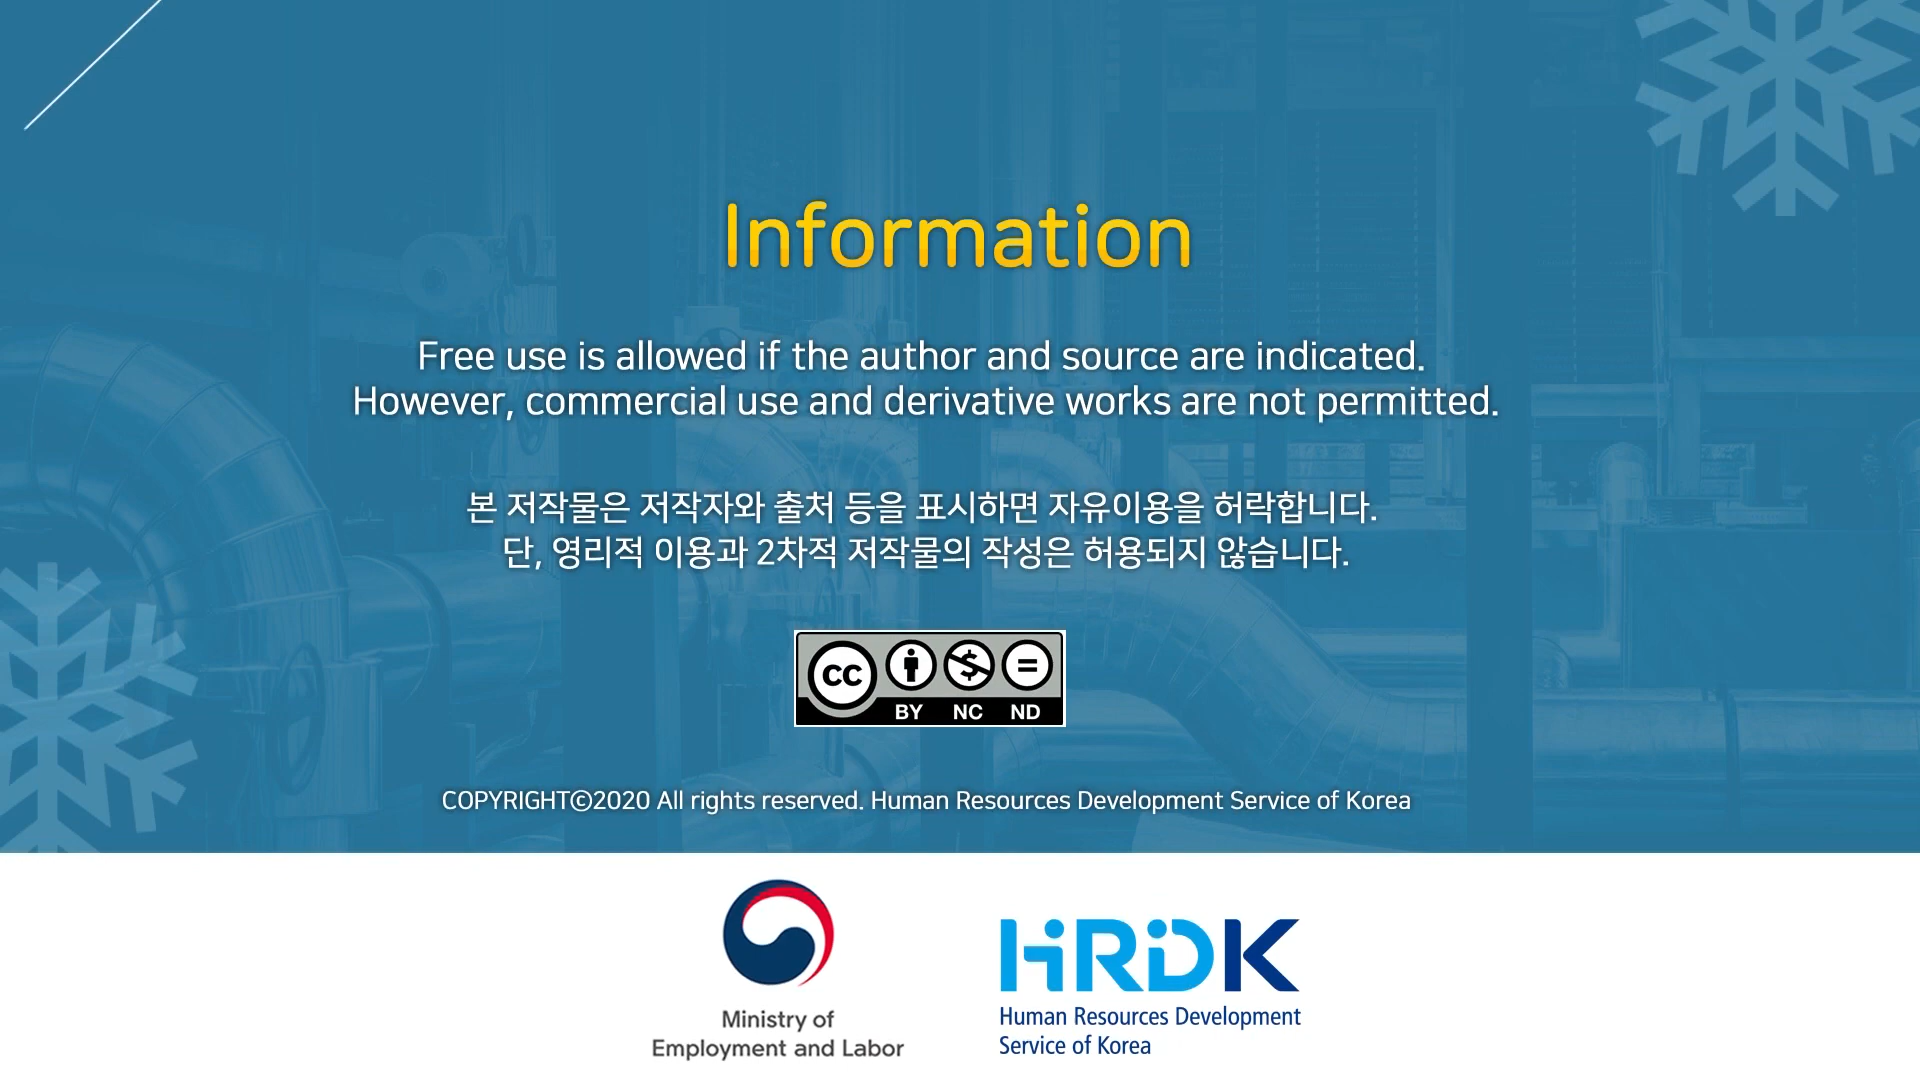 Information
Free use is allowed if the author and source are indicated.
However, commercial use and derivative works are not permitted.
본 저작물은 저작자와 출처 등을 표시하면 자유이용을 허락합니다.
단, 영리적 이용과 2차적 저작물의 작성은 허용되지 않습니다.
cc
BY NC ND
COPYRIGHT©2020 All rights reserved. Human Resources Development Service of Korea
Ministry of
Employment and Labor
HRDK
Human Resources Development
Service of Korea